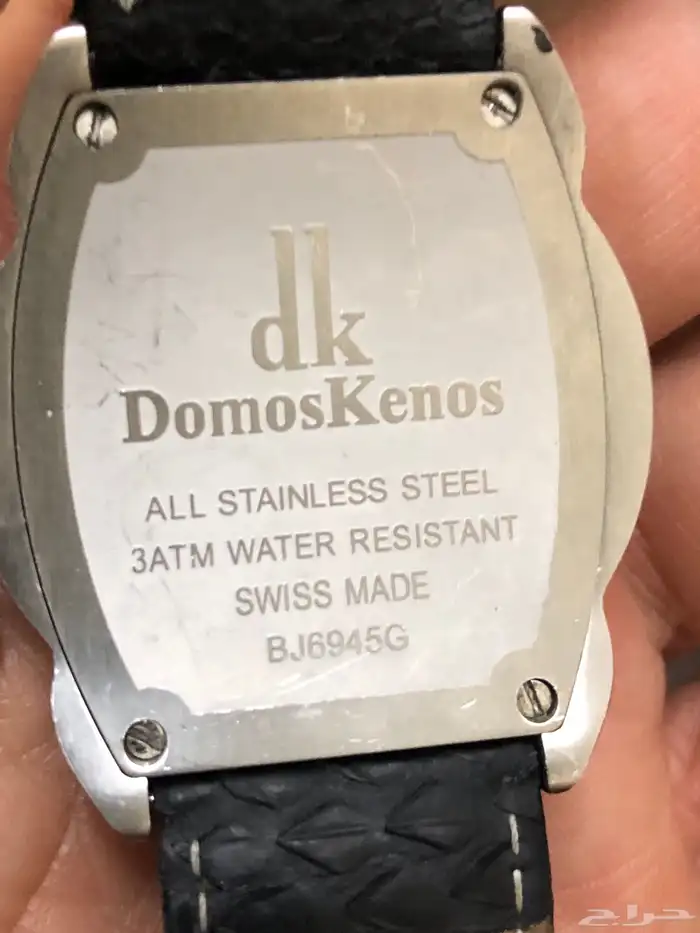 dk
DomosKenos
ALL STAINLESS STEEL
3ATM WATER RESISTANT
SWISS MADE
BJ6945G
حراج